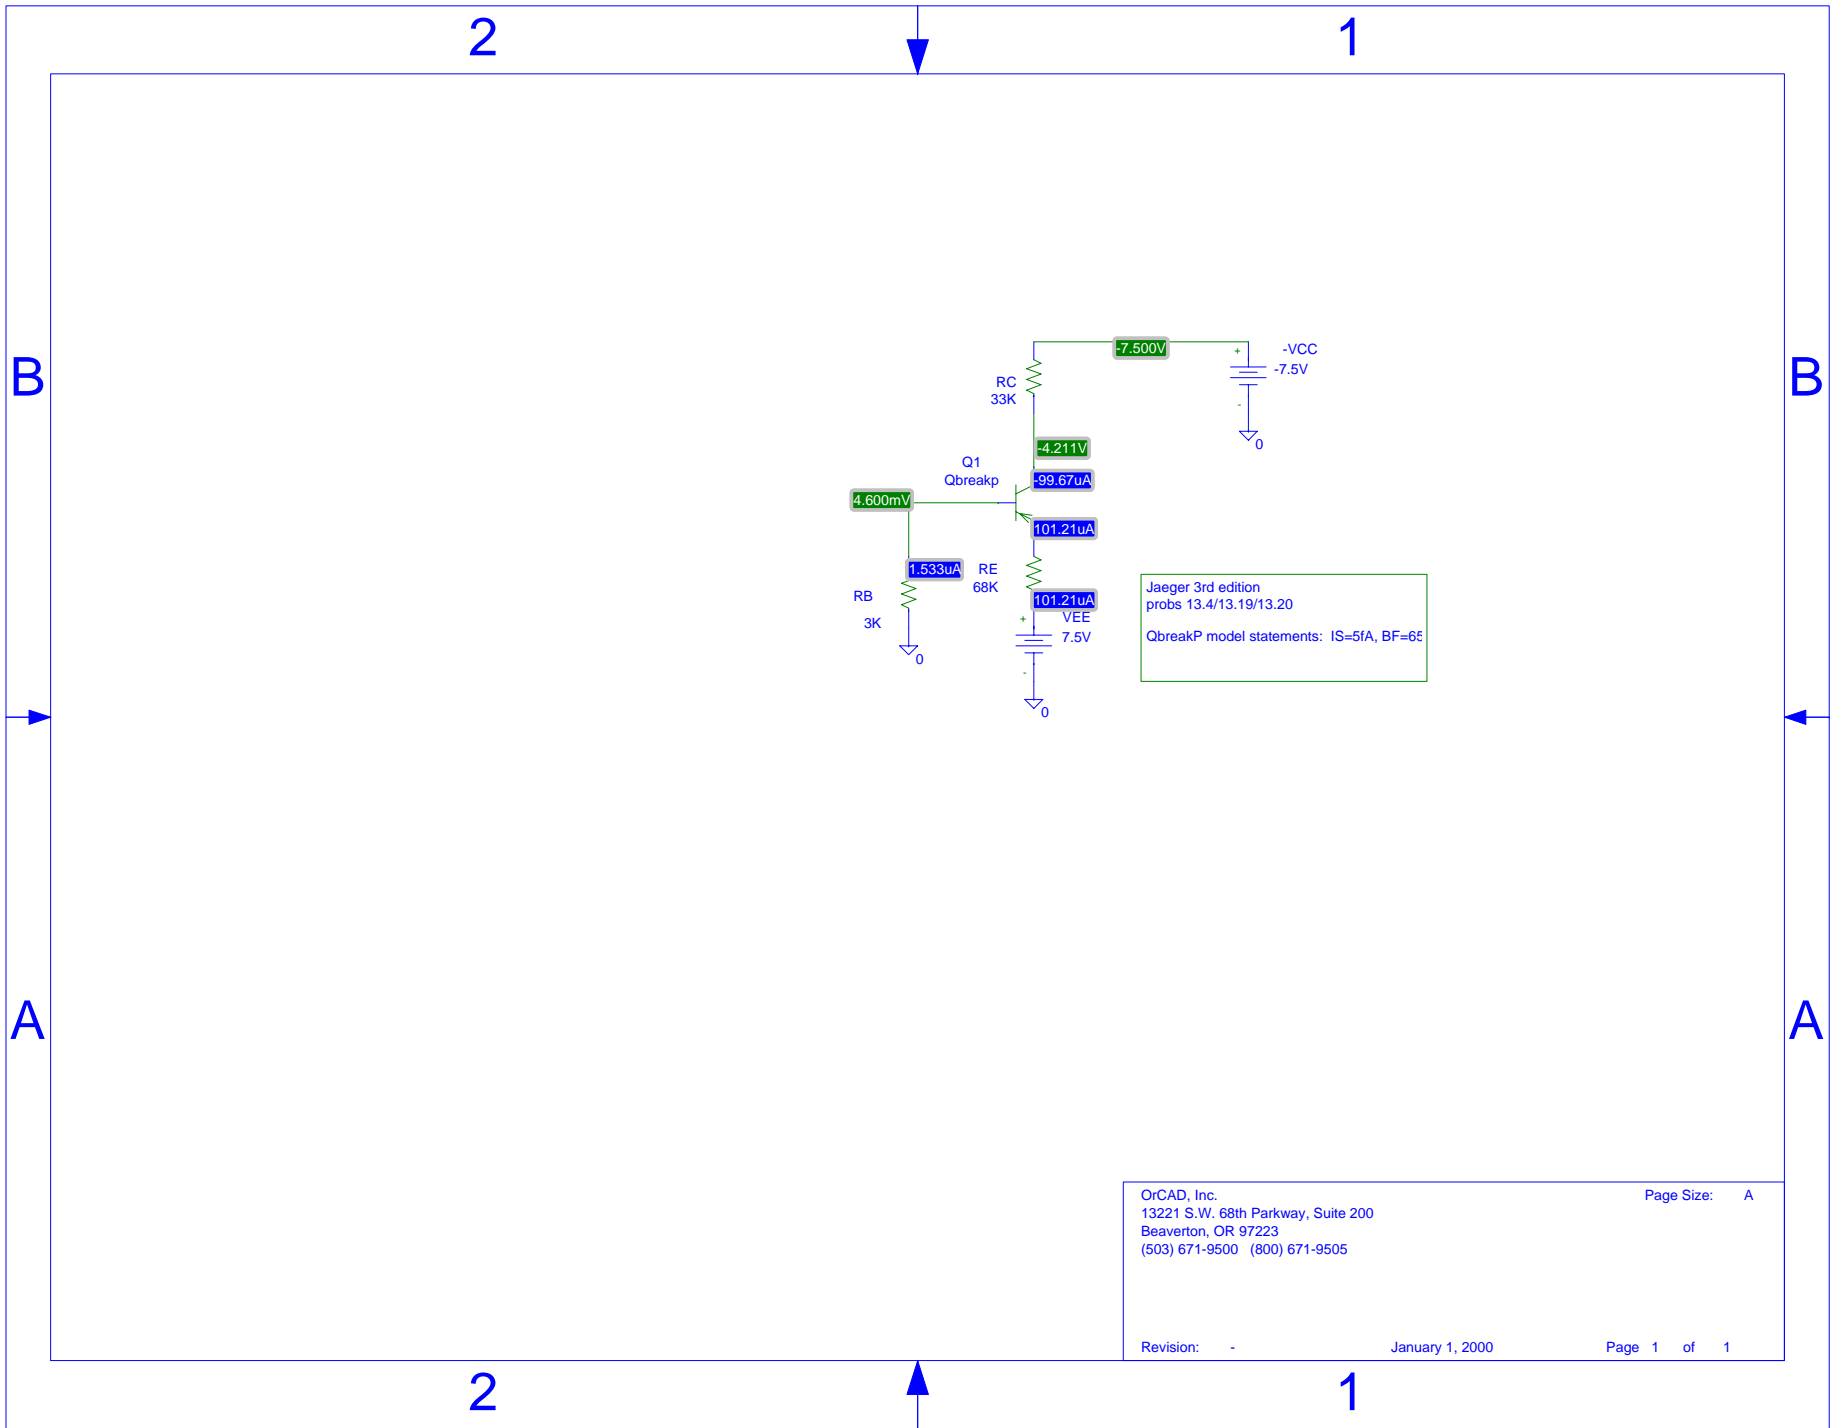 2 1
B B
-7.500V
+ -VCC
-7.5V
RC
33K
-
0
-4.211V
Q1
Qbreakp
-99.67uA
4.600mV
101.21uA
1.533uA
RE
68K
RB
3K
101.21uA
+ VEE
7.5V
-
0
0
Jaeger 3rd edition
probs 13.4/13.19/13.20
QbreakP model statements: IS=5fA, BF=65
A A
OrCAD, Inc. Page Size: A
13221 S.W. 68th Parkway, Suite 200
Beaverton, OR 97223
(503) 671-9500 (800) 671-9505
Revision: - January 1, 2000 Page 1 of 1
2 1